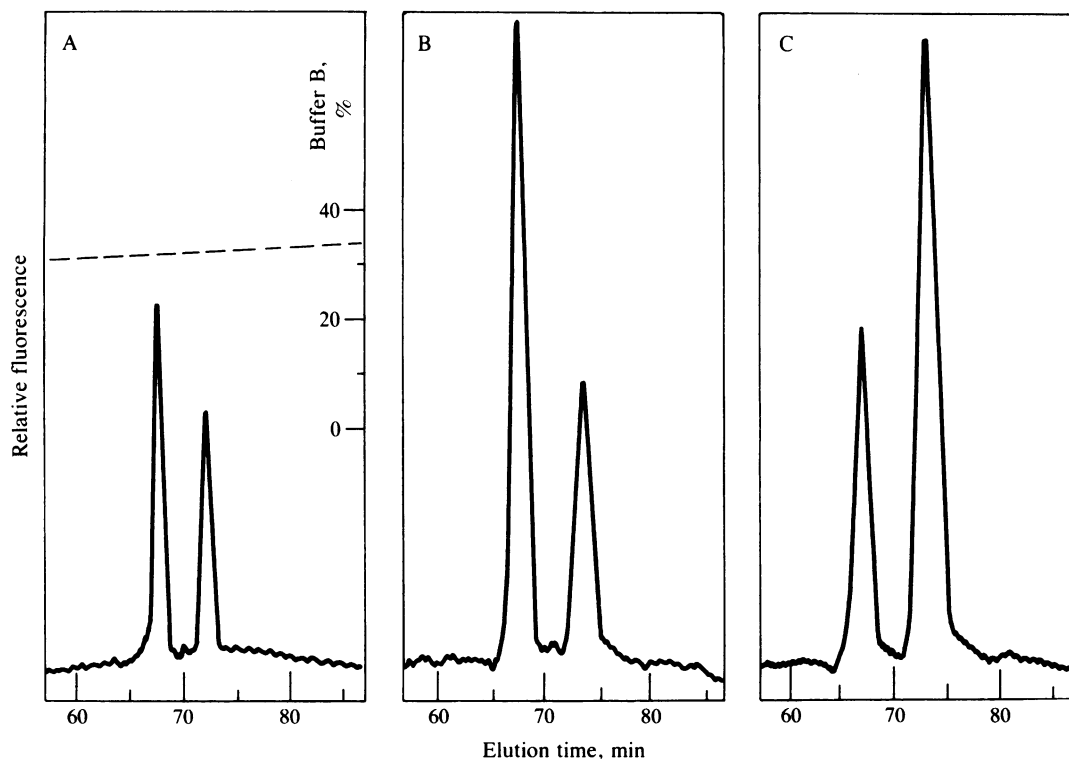 A
Buffer B,
%
40
20
0
Relative fluorescence
60 70 80
B
60 70 80
C
60 70 80
Elution time, min